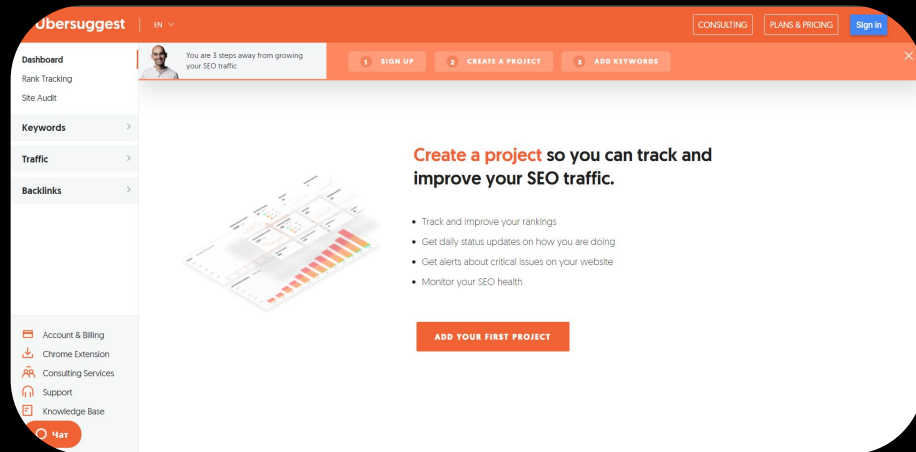 Ubersuggest
EN
CONSULTING
PLANS & PRICING
Sign in
Dashboard
Rank Tracking
Site Audit
Keywords
Traffic
Backlinks
You are 3 steps away from growing
your SEO traffic
1 SIGN UP
2 CREATE A PROJECT
3 ADD KEYWORDS
Create a project so you can track and
improve your SEO traffic.
• Track and improve your rankings
• Get daily status updates on how you are doing
• Get alerts about critical issues on your website
• Monitor your SEO health
ADD YOUR FIRST PROJECT
Account & Billing
Chrome Extension
Consulting Services
Support
Knowledge Base
Чат